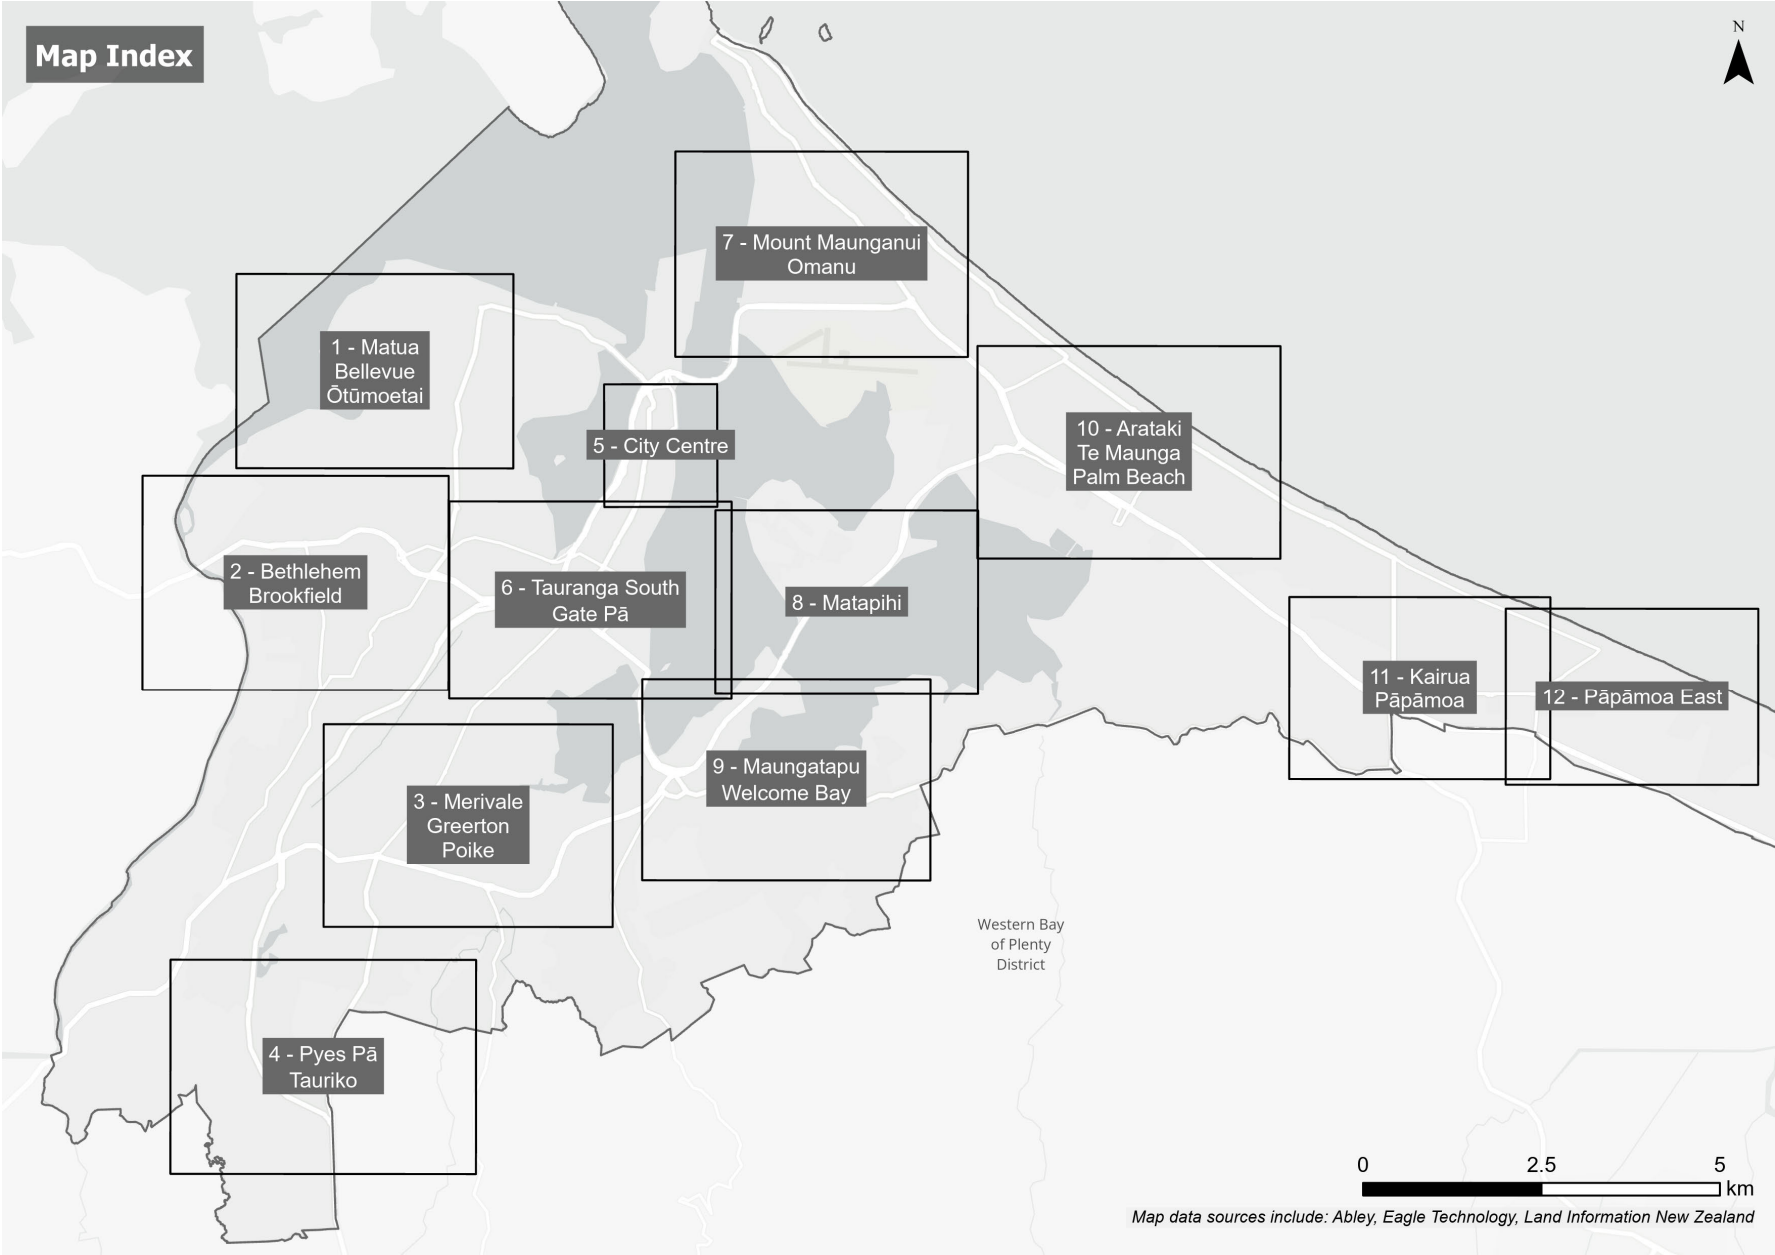 Map Index
N
7 - Mount Maunganui
Omanu
1 - Matua
Bellevue
Ōtūmoetai
5 - City Centre
10 - Arataki
Te Maunga
Palm Beach
2 - Bethlehem
Brookfield
6 - Tauranga South
Gate Pā
8 - Matapihi
11 - Kairua
Pāpāmoa
12 - Pāpāmoa East
9 - Maungatapu
Welcome Bay
3 - Merivale
Greerton
Poike
Western Bay
of Plenty
District
4 - Pyes Pā
Tauriko
0 2.5 5
km
Map data sources include: Abley, Eagle Technology, Land Information New Zealand